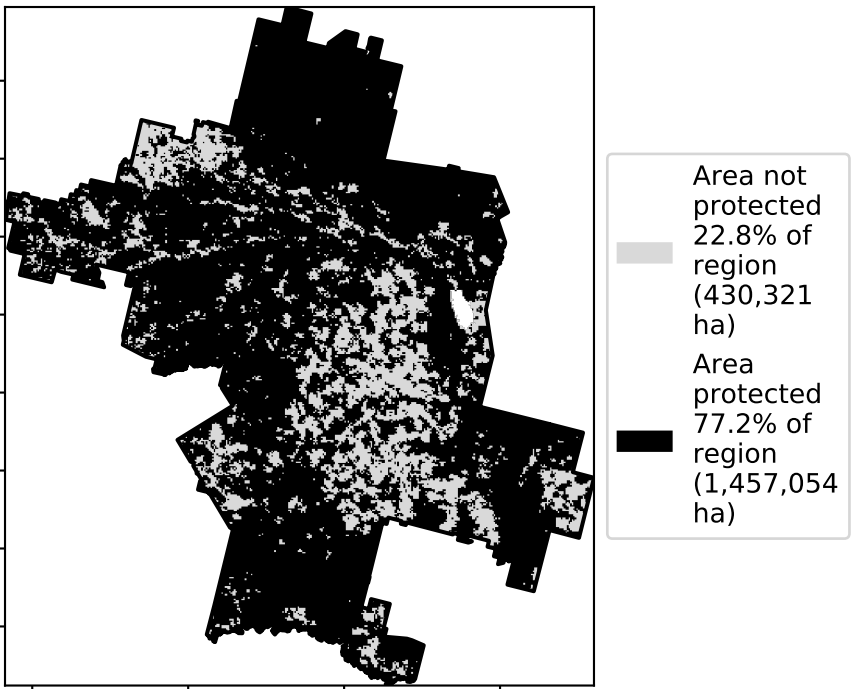 Area not
protected
22.8% of
region
(430,321
ha)
Area
protected
77.2% of
region
(1,457,054
ha)